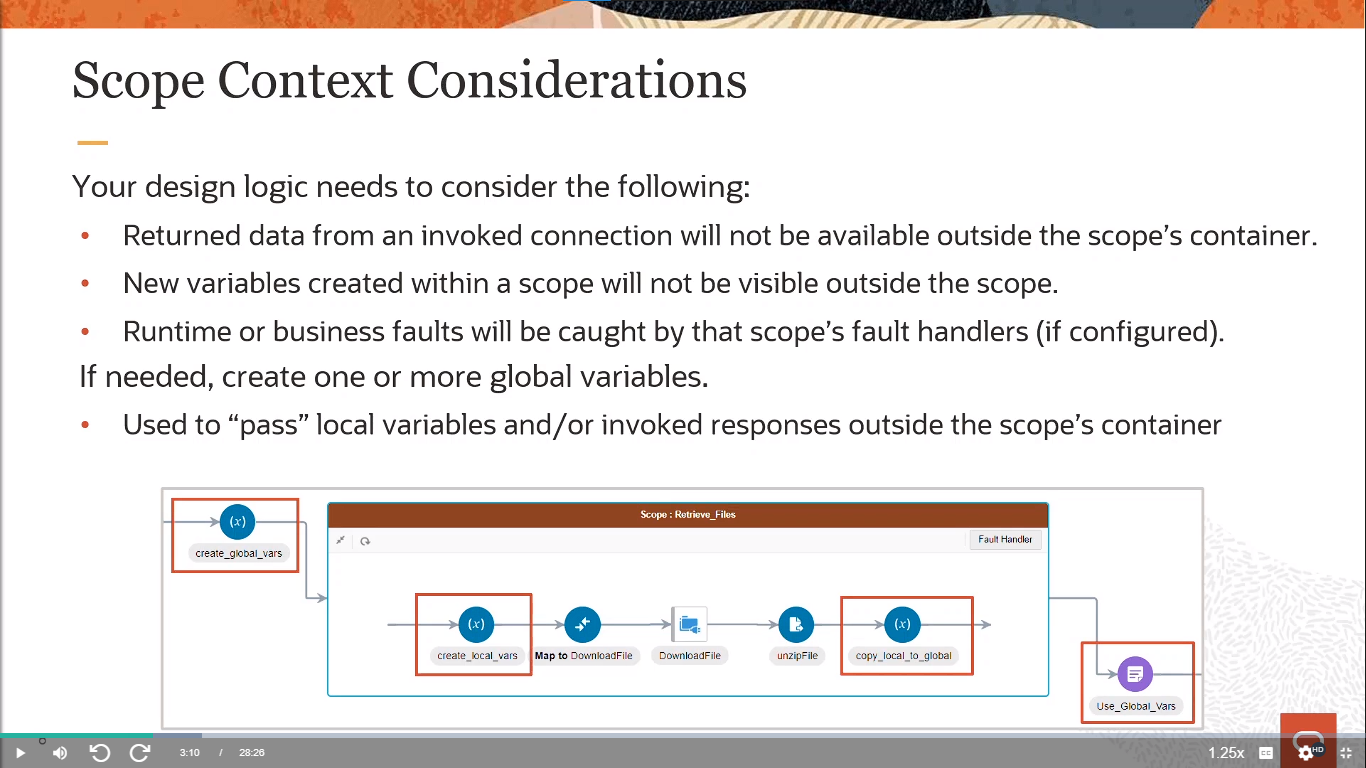 Scope Context Considerations
Your design logic needs to consider the following:
• Returned data from an invoked connection will not be available outside the scope's container.
• New variables created within a scope will not be visible outside the scope.
• Runtime or business faults will be caught by that scope's fault handlers (if configured).
If needed, create one or more global variables.
• Used to “pass” local variables and/or invoked responses outside the scope's container
(x)
create_global_vars
Scope : Retrieve_Files
Fault Handler
(x)
create_local_vars
Map to DownloadFile
DownloadFile
unzipFile
(x)
copy_local_to_global
Use_Global_Vars
3:10 / 28:26
1.25x
CC
HD